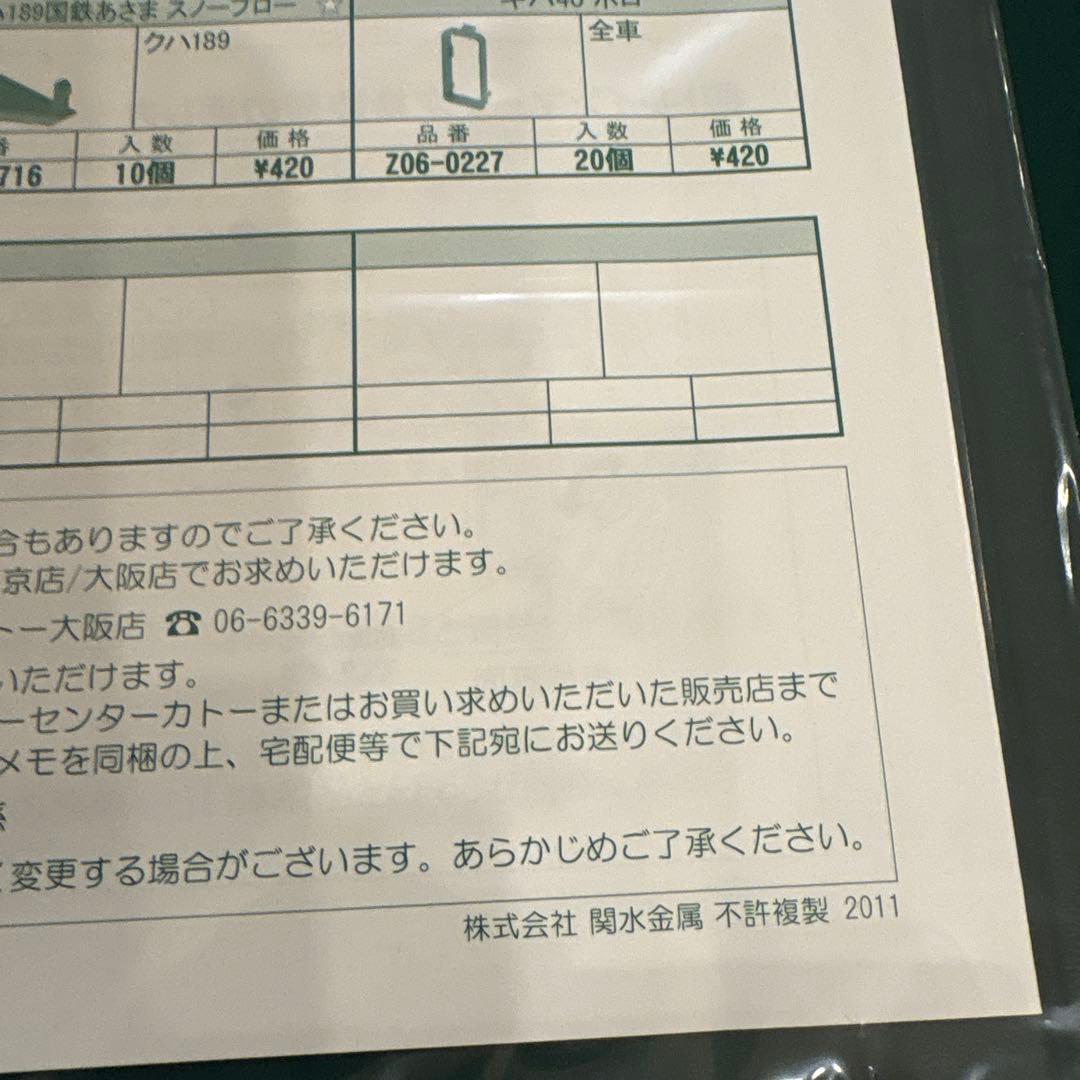 189国鉄あさま スノープロー ☆
クハ189
全車
番 入数 価格 品番 入数 価格
716 10個 ¥420 Z06-0227 20個 ¥420
合もありますのでご了承ください。
京店/大阪店でお求めいただけます。
トー大阪店 ☎ 06-6339-6171
いただけます。
ーセンターカトーまたはお買い求めいただいた販売店まで
メモを同梱の上、宅配便等で下記宛にお送りください。
係
変更する場合がございます。あらかじめご了承ください。
株式会社 関水金属 不許複製 2011